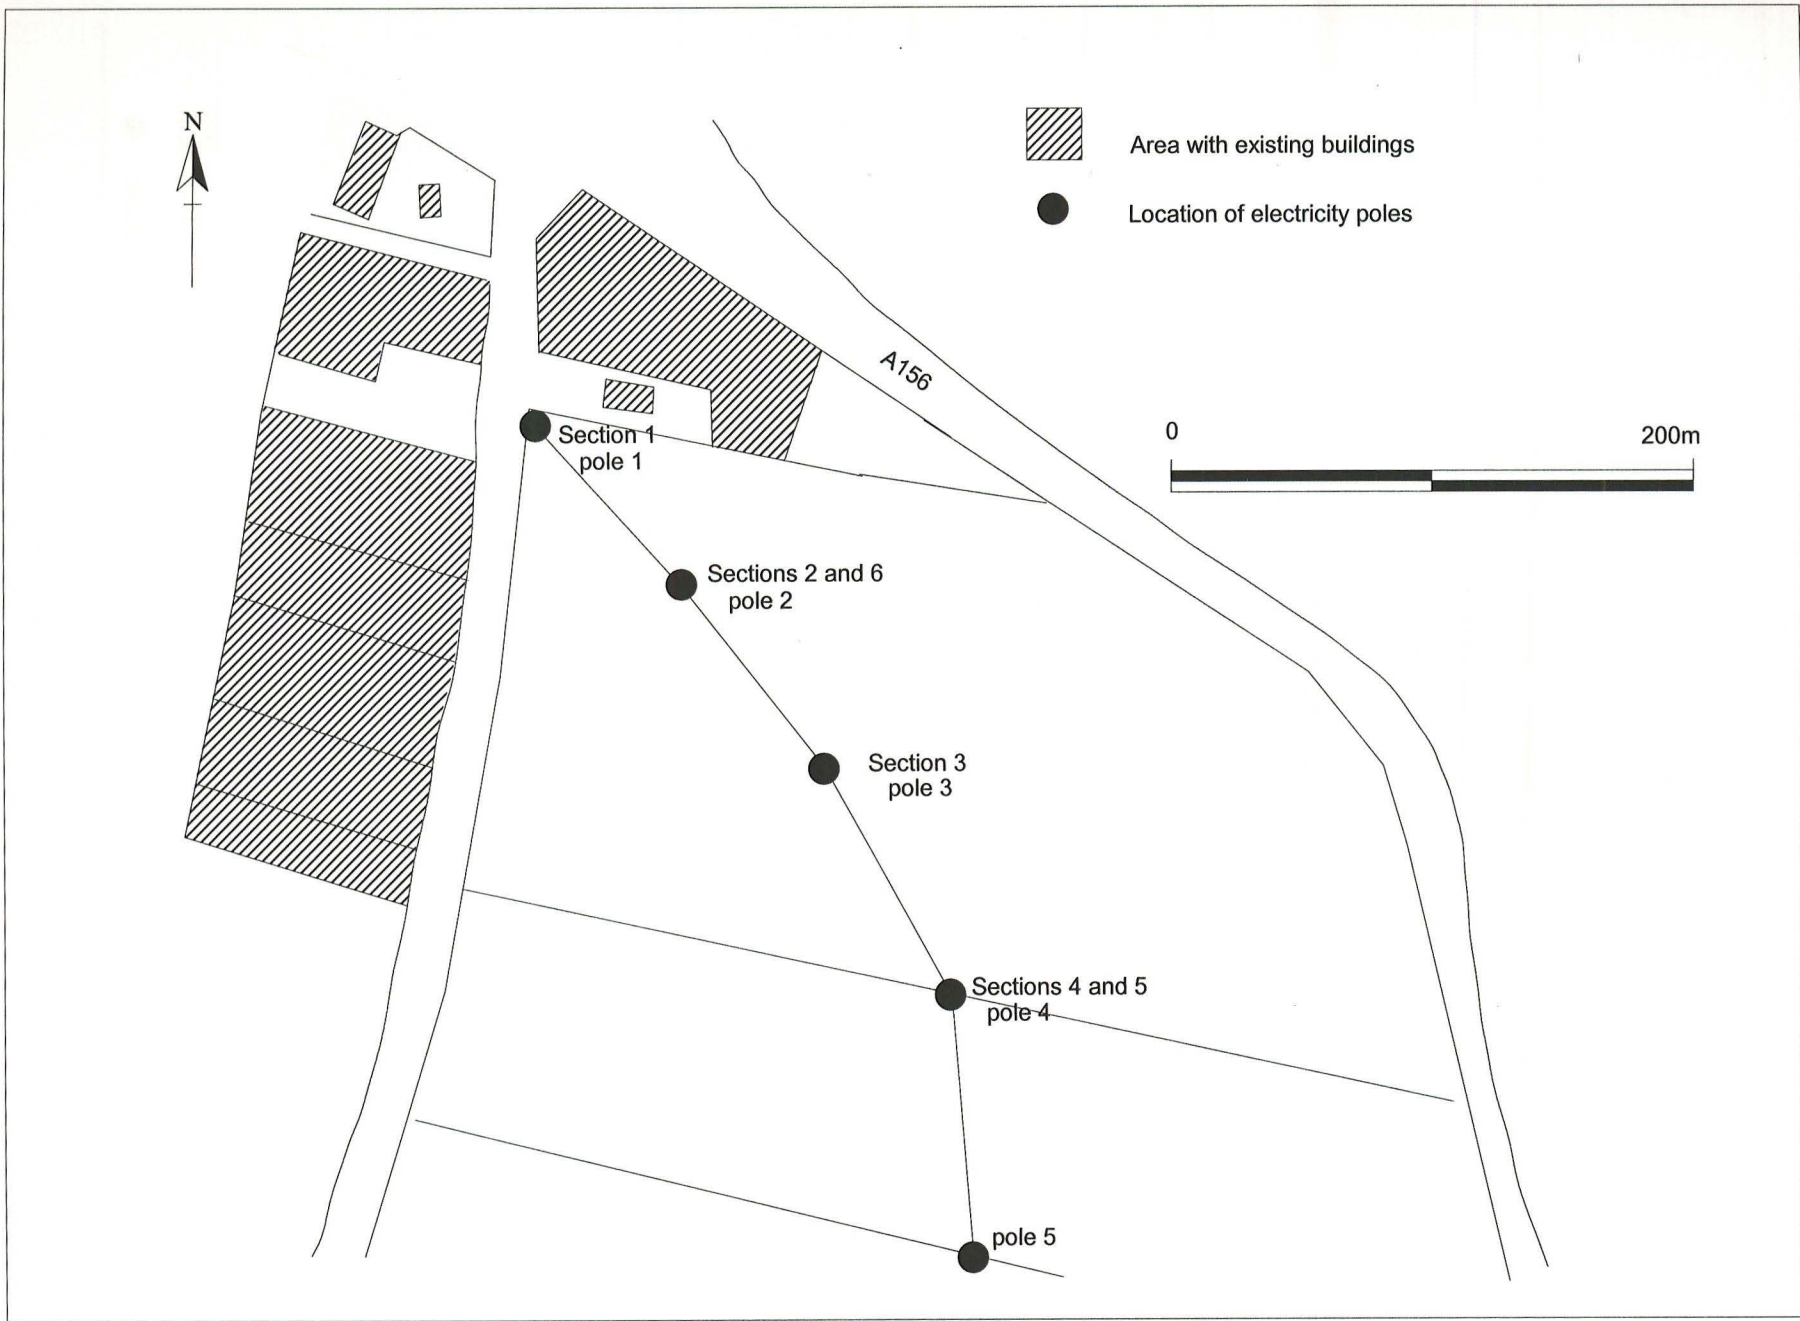 N
Area with existing buildings
Location of electricity poles
A156
0
200m
Section 1
pole 1
Sections 2 and 6
pole 2
Section 3
pole 3
Sections 4 and 5
pole 4
pole 5